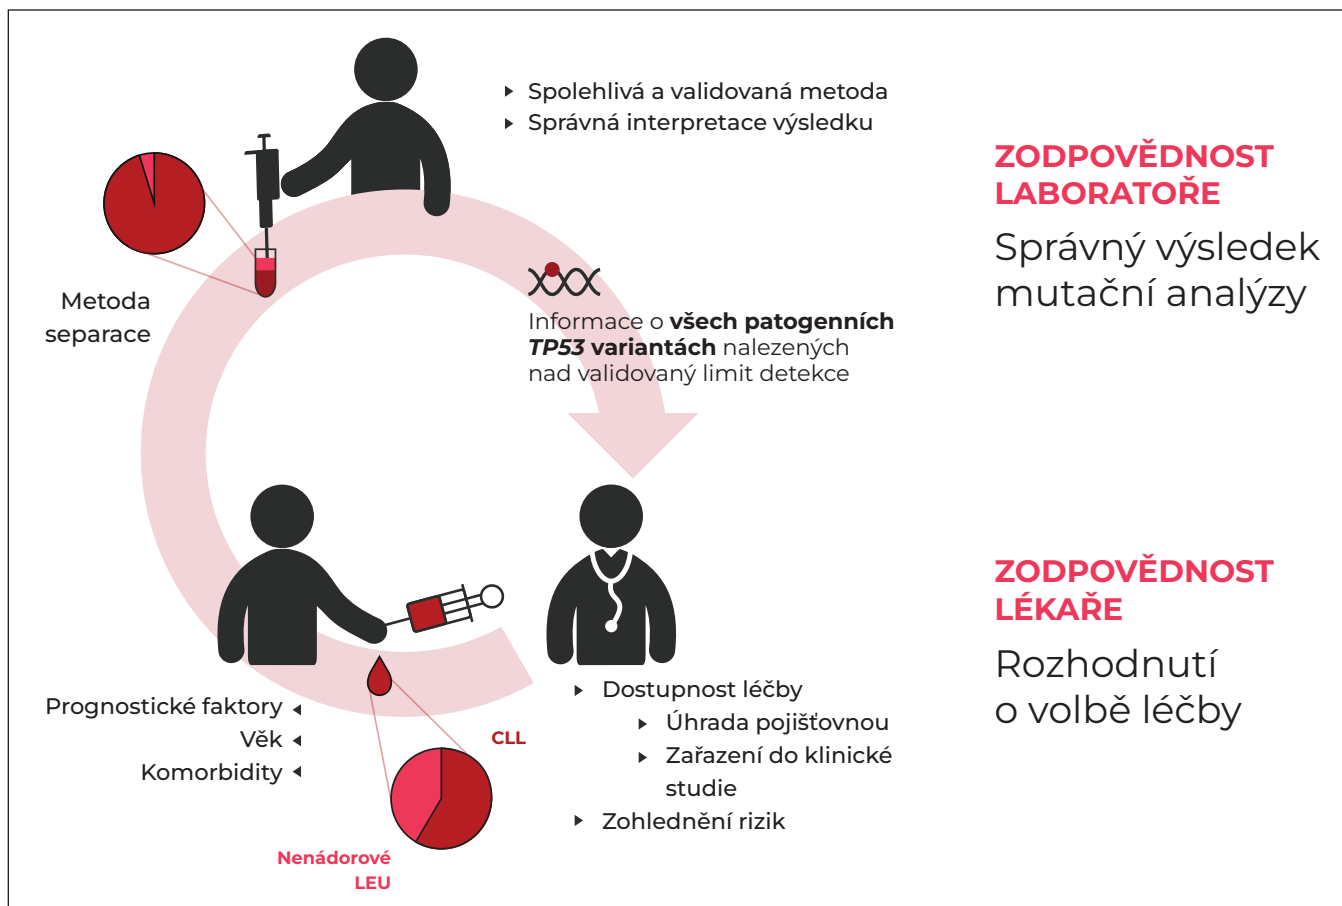 Spolehlivá a validovaná metoda
Správná interpretace výsledku
ZODPOVĚDNOST
LABORATOŘE
Správný výsledek
mutační analýzy
Metoda
separace
Informace o všech patogenních
TP53 variantách nalezených
nad validovaný limit detekce
ZODPOVĚDNOST
LÉKAŘE
Rozhodnutí
o volbě léčby
Prognostické faktory
Věk
Komorbidity
CLL
Nenádorové
LEU
Dostupnost léčby
Úhrada pojišťovnou
Zařazení do klinické
studie
Zohlednění rizik